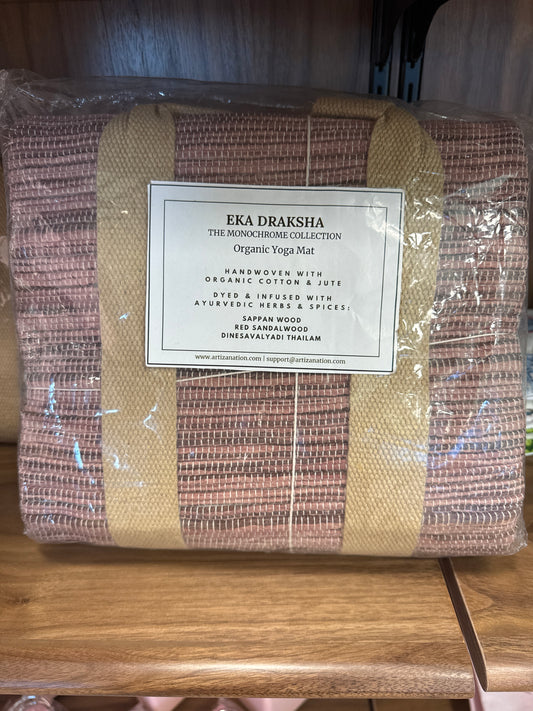 EKA DRAKSHA
THE MONOCHROME COLLECTION
Organic Yoga Mat
HANDWOVEN WITH
ORGANIC COTTON & JUTE
DYED & INFUSED WITH
AYURVEDIC HERBS & SPICES:
SAPPAN WOOD
RED SANDALWOOD
DINESAVALYADI THAILAM
www.artizanation.com | support@artizanation.com